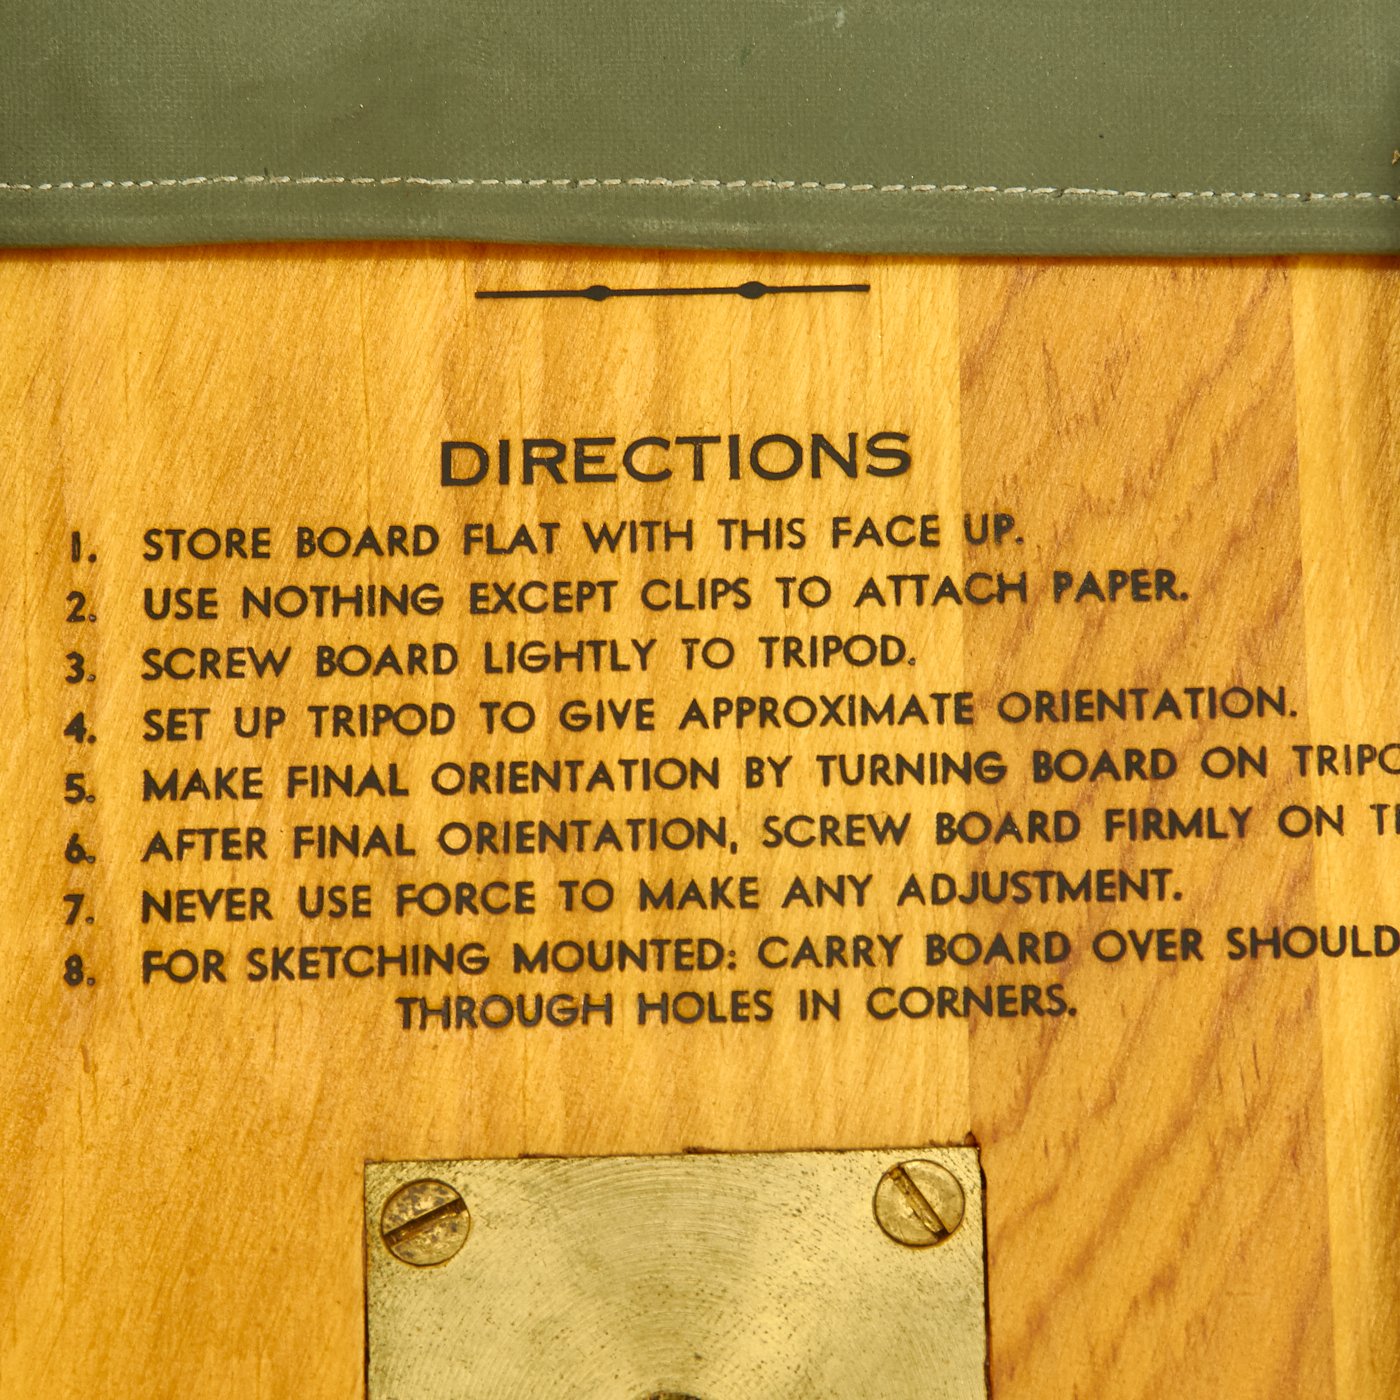 DIRECTIONS
1. STORE BOARD FLAT WITH THIS FACE UP.
2. USE NOTHING EXCEPT CLIPS TO ATTACH PAPER.
3. SCREW BOARD LIGHTLY TO TRIPOD.
4. SET UP TRIPOD TO GIVE APPROXIMATE ORIENTATION.
5. MAKE FINAL ORIENTATION BY TURNING BOARD ON
6. AFTER FINAL ORIENTATION, SCREW BOARD FIRMLY ON
7. NEVER USE FORCE TO MAKE ANY ADJUSTMENT.
8. FOR SKETCHING MOUNTED: CARRY BOARD OVER
THROUGH HOLES IN CORNERS.